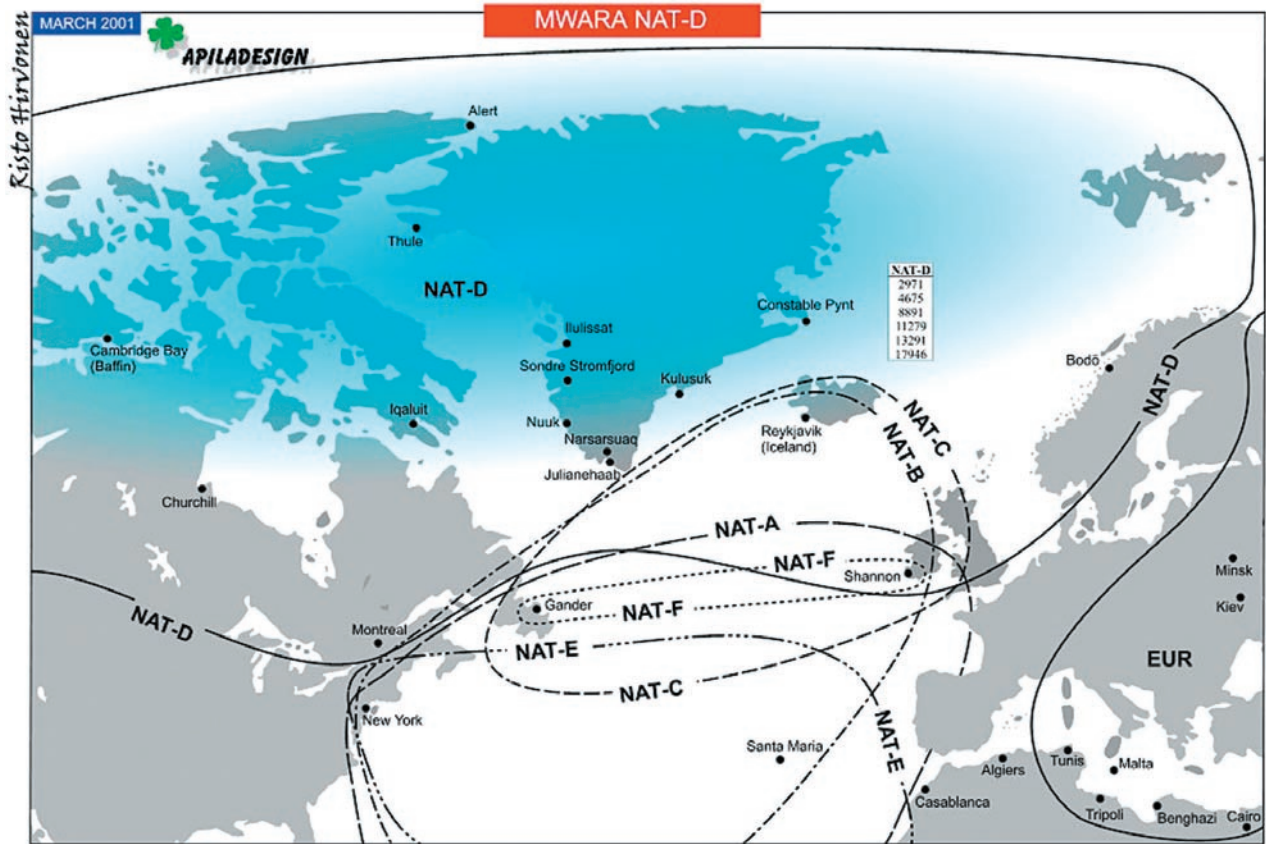 MARCH 2001
MWARA NAT-D
Risto Hirvonen
APILADESIGN
APILADESIGN
Alert
Thule
NAT-D
NAT-D
2971
4675
8891
11279
13291
17946
Constable Pynt
Ilulissat
Cambridge Bay
(Baffin)
Sondre Stromfjord
Kulusuk
Bodö
NAT-D
Iqaluit
Nuuk
Reykjavik
(Iceland)
NAT-C
NAT-B
Narsarsuaq
Julianehaab
Churchill
NAT-A
NAT-F
Shannon
Minsk
Kiev
Gander
NAT-F
NAT-D
Montreal
NAT-E
EUR
NAT-C
New York
NAT-E
Santa Maria
Algiers
Tunis
Malta
Casablanca
Tripoli
Benghazi
Cairo